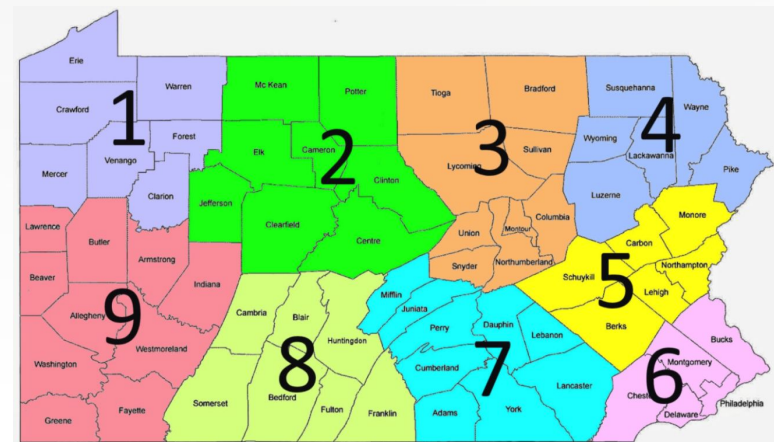 Erie
Warren
Crawford
1
Forest
Venango
Mercer
Clarion
Mc Kean
Potter
Elk
Cameron
2
Clinton
Jefferson
Clearfield
Centre
Tioga
Bradford
3
Sullivan
Lycoming
Columbia
Union
Montour
Snyder
Northumberland
Susquehanna
Wayne
4
Wyoming
Lackawanna
Pike
Luzerne
Monore
Carbon
Northampton
Schuykill
5
Lehigh
Berks
Bucks
Montgomery
6
Philadelphia
Delaware
Mifflin
Juniata
Perry
Dauphin
Lebanon
7
Cumberland
Lancaster
Adams
York
Cambria
Blair
Huntingdon
8
Somerset
Bedford
Fulton
Franklin
Lawrence
Butler
Armstrong
Beaver
Indiana
Allegheny
9
Westmoreland
Washington
Fayette
Greene